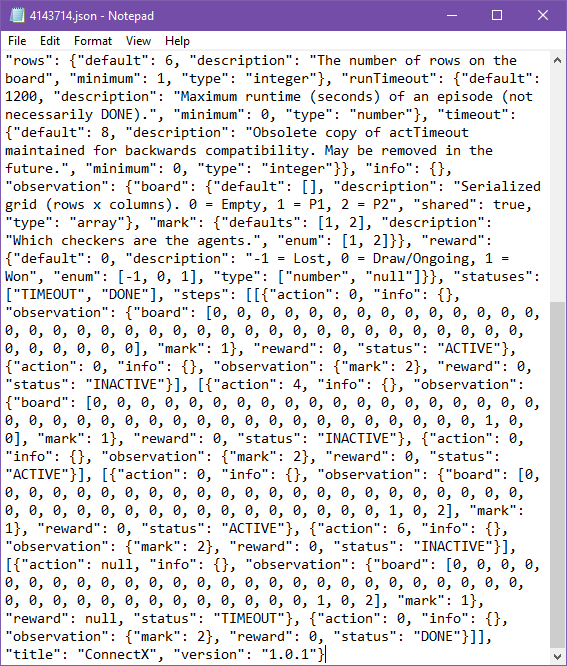 4143714.json - Notepad
File Edit Format View Help
"rows": {"default": 6, "description": "The number of rows on the
board", "minimum": 1, "type": "integer"}, "runTimeout": {"default":
1200, "description": "Maximum runtime (seconds) of an episode (not
necessarily DONE).", "minimum": 0, "type": "number"}, "timeout":
{"default": 8, "description": "Obsolete copy of actTimeout
maintained for backwards compatibility. May be removed in the
future.", "minimum": 0, "type": "integer"}}, "info": {},
"observation": {"board": {"default": [], "description": "Serialized
grid (rows x columns). 0 = Empty, 1 = P1, 2 = P2", "shared": true,
"type": "array"}, "mark": {"defaults": [1, 2], "description":
"Which checkers are the agents.", "enum": [1, 2]}}, "reward":
{"default": 0, "description": "-1 = Lost, 0 = Draw/Ongoing, 1 =
Won", "enum": [-1, 0, 1], "type": ["number", "null"]}}, "statuses":
["TIMEOUT", "DONE"], "steps": [[{"action": 0, "info": {},
"observation": {"board": [0, 0, 0, 0, 0, 0, 0, 0, 0, 0, 0, 0, 0, 0,
0, 0, 0, 0, 0, 0, 0, 0, 0, 0, 0, 0, 0, 0, 0, 0, 0, 0, 0, 0, 0, 0,
0, 0, 0, 0, 0, 0], "mark": 1}, "reward": 0, "status": "ACTIVE"},
{"action": 0, "info": {}, "observation": {"mark": 2}, "reward": 0,
"status": "INACTIVE"}], [{"action": 4, "info": {}, "observation":
{"board": [0, 0, 0, 0, 0, 0, 0, 0, 0, 0, 0, 0, 0, 0, 0, 0, 0, 0, 0,
0, 0, 0, 0, 0, 0, 0, 0, 0, 0, 0, 0, 0, 0, 0, 0, 0, 0, 0, 0, 1, 0,
0], "mark": 1}, "reward": 0, "status": "INACTIVE"}, {"action": 0,
"info": {}, "observation": {"mark": 2}, "reward": 0, "status":
"ACTIVE"}], [{"action": 0, "info": {}, "observation": {"board": [0,
0, 0, 0, 0, 0, 0, 0, 0, 0, 0, 0, 0, 0, 0, 0, 0, 0, 0, 0, 0, 0, 0,
0, 0, 0, 0, 0, 0, 0, 0, 0, 0, 0, 0, 0, 0, 0, 0, 1, 0, 2], "mark":
1}, "reward": 0, "status": "ACTIVE"}, {"action": 6, "info": {},
"observation": {"mark": 2}, "reward": 0, "status": "INACTIVE"}],
[{"action": null, "info": {}, "observation": {"board": [0, 0, 0, 0,
0, 0, 0, 0, 0, 0, 0, 0, 0, 0, 0, 0, 0, 0, 0, 0, 0, 0, 0, 0, 0, 0,
0, 0, 0, 0, 0, 0, 0, 0, 0, 0, 0, 0, 0, 1, 0, 2], "mark": 1},
"reward": null, "status": "TIMEOUT"}, {"action": 0, "info": {},
"observation": {"mark": 2}, "reward": 0, "status": "DONE"}]],
"title": "ConnectX", "version": "1.0.1"}